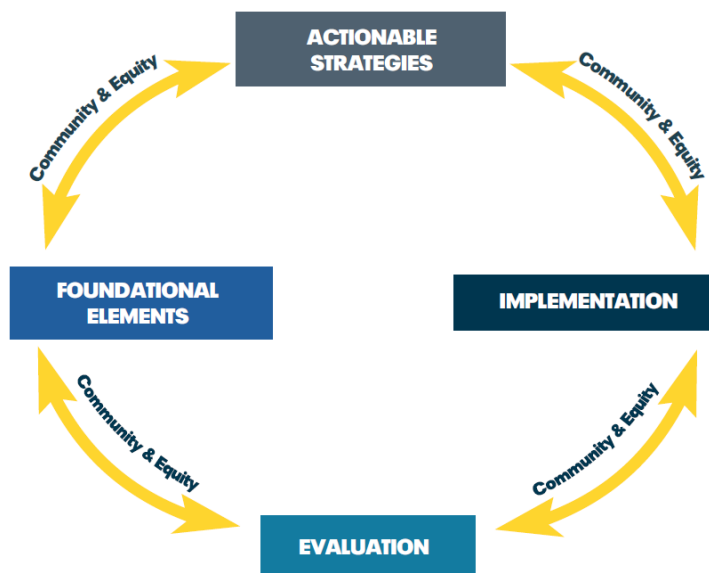 ACTIONABLE
STRATEGIES
Community & Equity
Community & Equity
FOUNDATIONAL
ELEMENTS
IMPLEMENTATION
Community & Equity
Community & Equity
EVALUATION